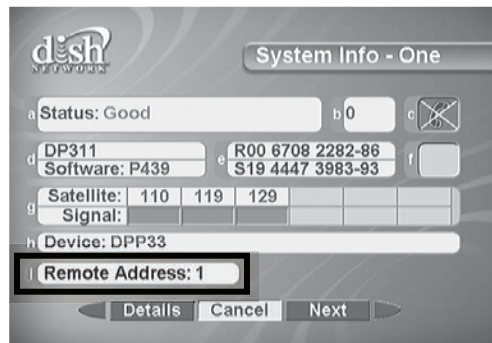 dish
NETWORK
System Info - One
a Status: Good
b 0
c
d DP311
Software: P439
e R00 6708 2282-86
S19 4447 3983-93
f
g Satellite: 110 119 129
Signal:
h Device: DPP33
i Remote Address: 1
Details Cancel Next